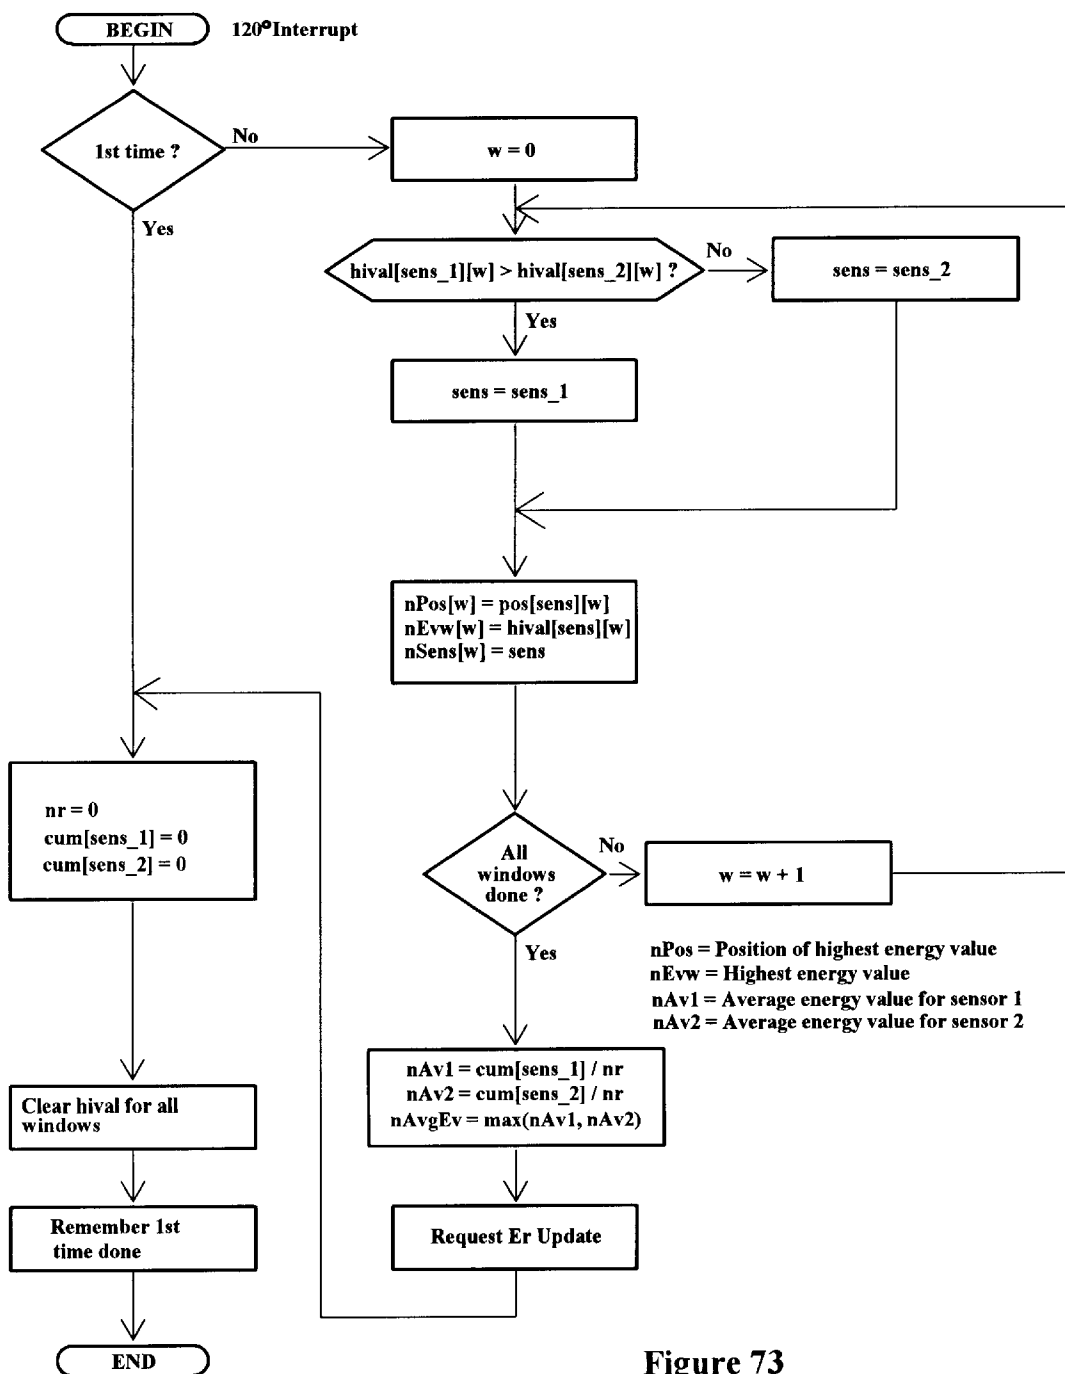 BEGIN
120°Interrupt
1st time ?
No
Yes
w = 0
hival[sens_1][w] > hival[sens_2][w] ?
No
sens = sens_2
Yes
sens = sens_1
nPos[w] = pos[sens][w]
nEvw[w] = hival[sens][w]
nSens[w] = sens
nr = 0
cum[sens_1] = 0
cum[sens_2] = 0
All
windows
done ?
No
w = w + 1
Yes
nPos = Position of highest energy value
nEvw = Highest energy value
nAv1 = Average energy value for sensor 1
nAv2 = Average energy value for sensor 2
nAv1 = cum[sens_1] / nr
nAv2 = cum[sens_2] / nr
nAvgEv = max(nAv1, nAv2)
Clear hival for all
windows
Remember 1st
time done
Request Er Update
END
Figure 73